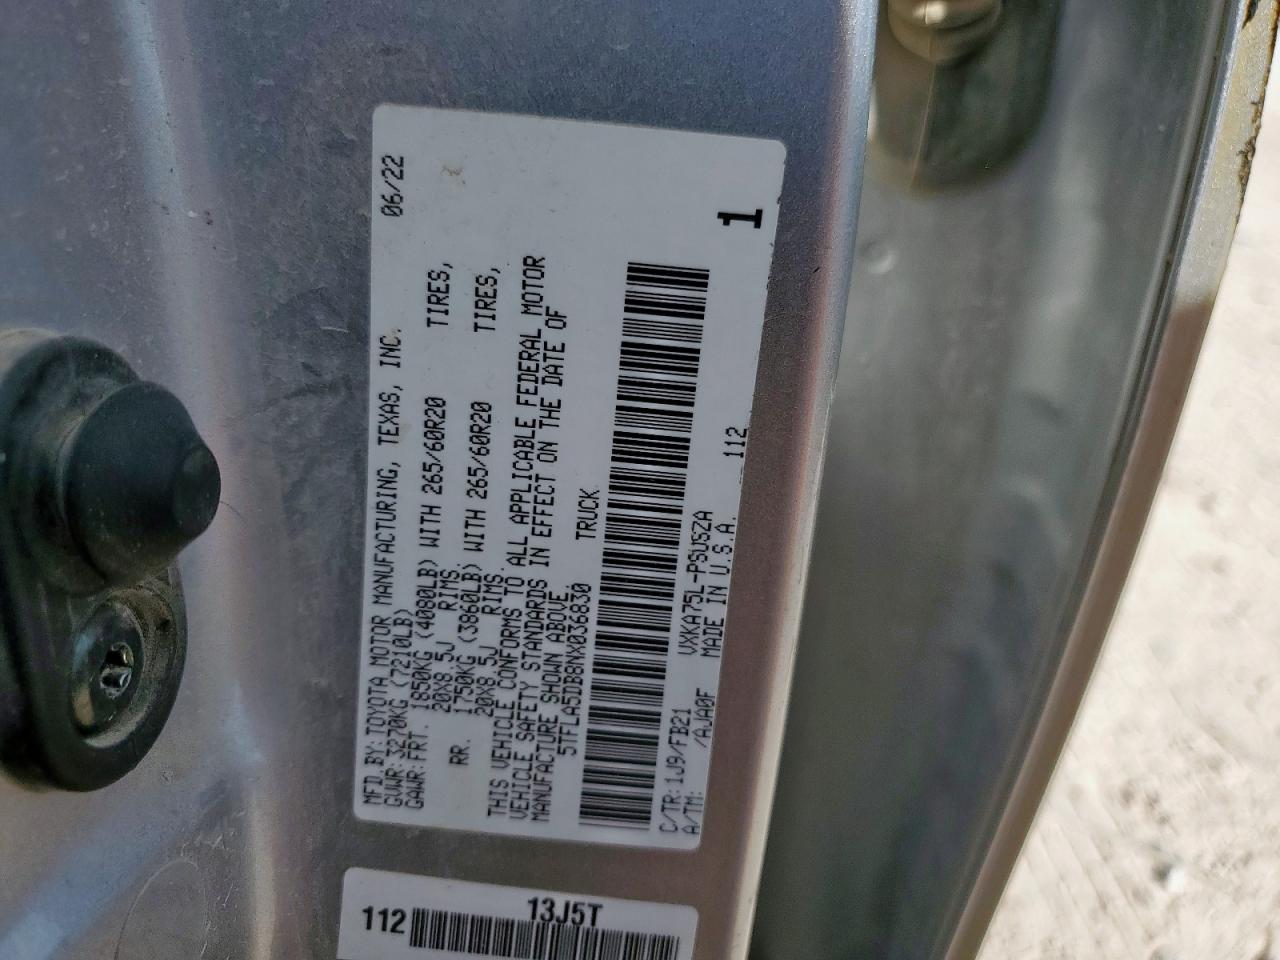 MFD.BY:TOYOTA MOTOR MANUFACTURING, TEXAS, INC. 06/22
GVWR:3270KG (7210LB)
GAWR:FRT. 1850KG (4080LB) WITH 265/60R20 TIRES,
20X8.5J RIMS.
RR. 1750KG (3860LB) WITH 265/60R20 TIRES,
20X8.5J RIMS.
THIS VEHICLE CONFORMS TO ALL APPLICABLE FEDERAL MOTOR
VEHICLE SAFETY STANDARDS IN EFFECT ON THE DATE OF
MANUFACTURE SHOWN ABOVE.
5TFLA5DB8NX036830 TRUCK
C/TR:1J9/FB21 VXKA75L-PSUSZA 112
A/TM: /AJA0F MADE IN U.S.A. 1
13J5T
112